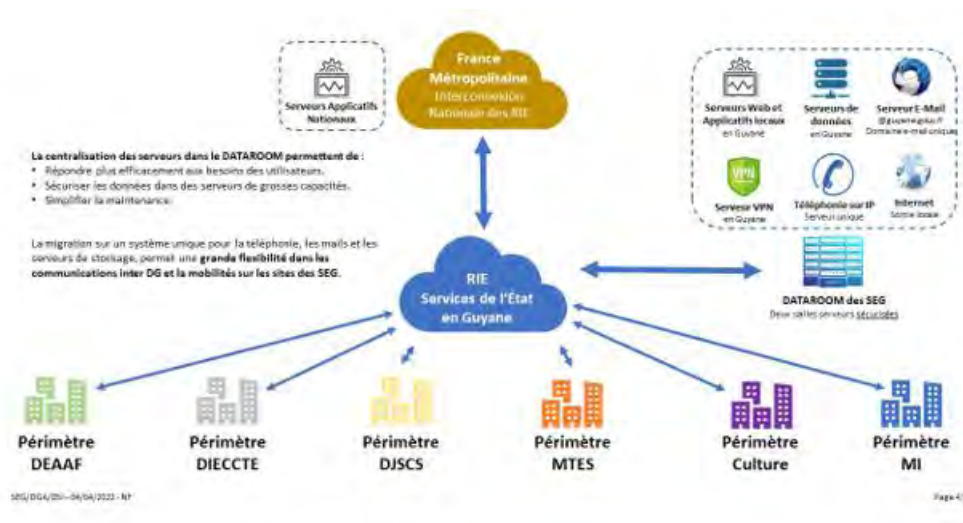 France
Métropolitaine
Interconnexion
Nationale des RIE
Serveurs Applicatifs
Nationaux
Serveurs Web et
Applicatifs locaux
en Guyane
Serveurs de
données
en Guyane
Serveur E-Mail
@guyane.gouv.fr
Domaine e-mail unique
VPN
Serveur VPN
en Guyane
Téléphonie sur IP
Serveur unique
Internet
Sortie locale
La centralisation des serveurs dans le DATAROOM permettent de :
• Répondre plus efficacement aux besoins des utilisateurs.
• Sécuriser les données dans des serveurs de grosses capacités.
• Simplifier la maintenance.
La migration sur un système unique pour la téléphonie, les mails et les
serveurs de stockage, permet une grande flexibilité dans les
communications inter DG et la mobilités sur les sites des SEG.
RIE
Services de l'État
en Guyane
DATAROOM des SEG
Deux salles serveurs sécurisées
Périmètre
DEAAF
Périmètre
DIECCTE
Périmètre
DJSCS
Périmètre
MTES
Périmètre
Culture
Périmètre
MI